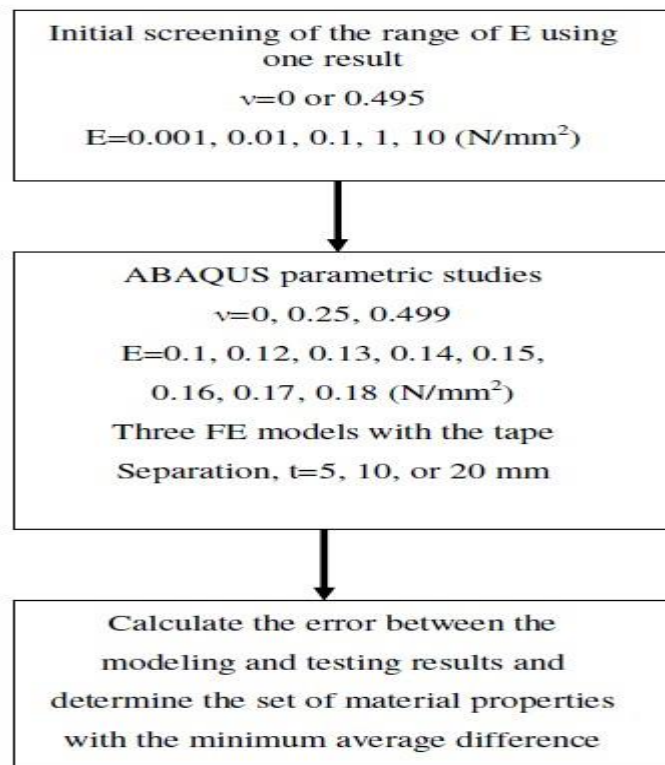 Initial screening of the range of E using
one result
ν=0 or 0.495
E=0.001, 0.01, 0.1, 1, 10 (N/mm²)
ABAQUS parametric studies
ν=0, 0.25, 0.499
E=0.1, 0.12, 0.13, 0.14, 0.15,
0.16, 0.17, 0.18 (N/mm²)
Three FE models with the tape
Separation, t=5, 10, or 20 mm
Calculate the error between the
modeling and testing results and
determine the set of material properties
with the minimum average difference